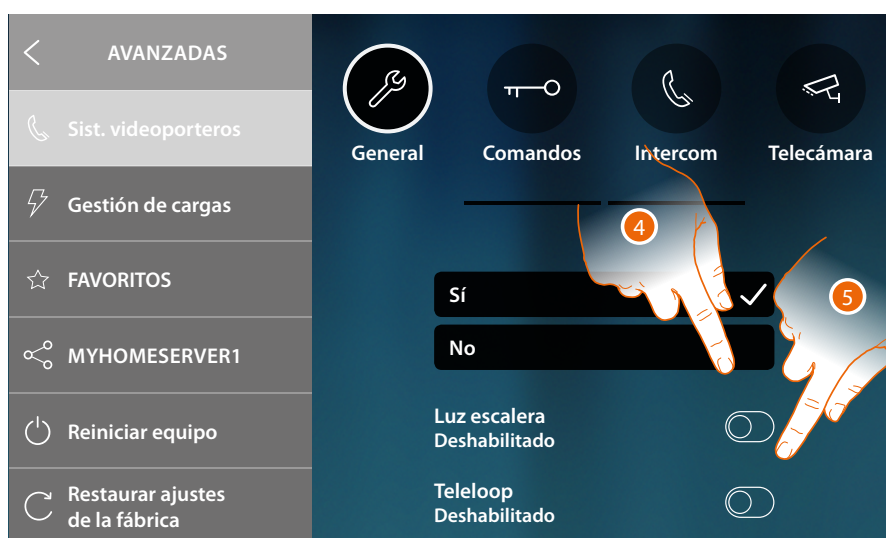 AVANZADAS
Sist. videoporteros
Gestión de cargas
FAVORITOS
MYHOMESERVER1
Reiniciar equipo
Restaurar ajustes
de la fábrica
General
Comandos
Intercom
Telecámara
4
5
Sí
No
Luz escalera
Deshabilitado
Teleloop
Deshabilitado